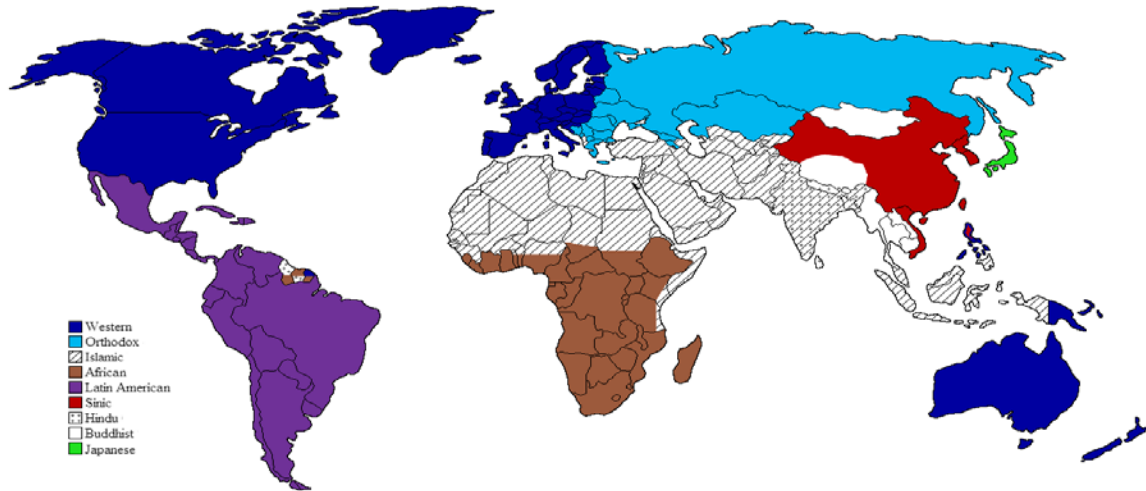 Western
Orthodox
Islamic
African
Latin American
Sinic
Hindu
Buddhist
Japanese